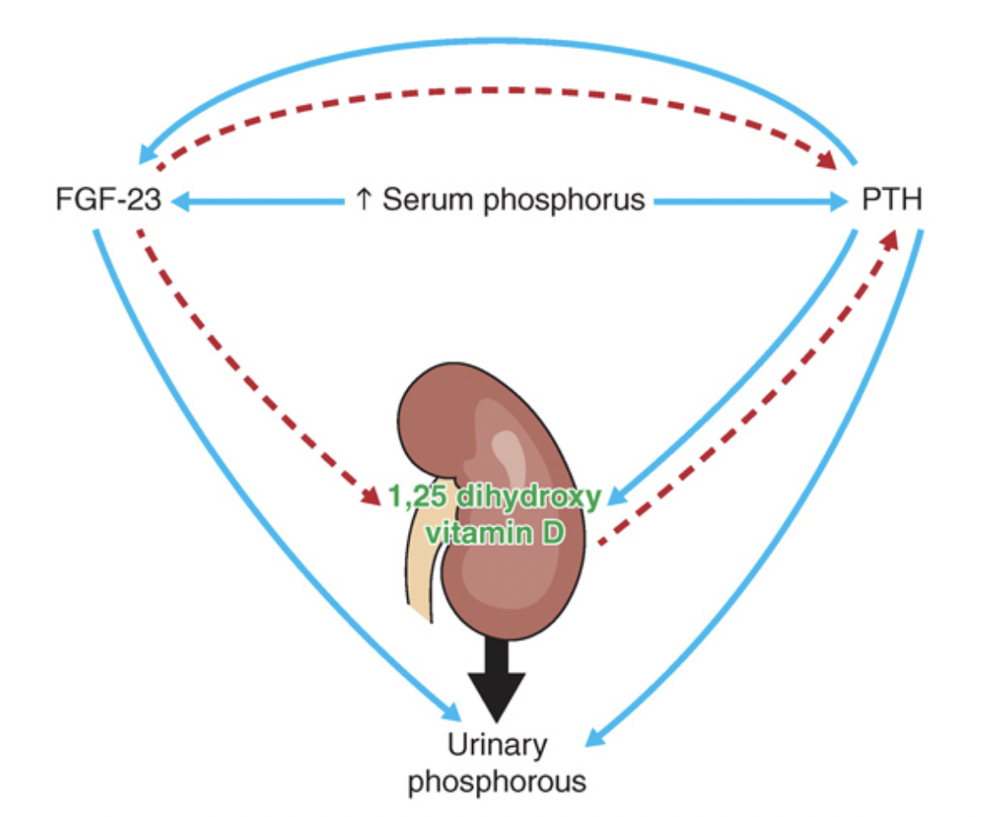 FGF-23
↑ Serum phosphorus
PTH
1,25 dihydroxy
vitamin D
Urinary
phosphorous